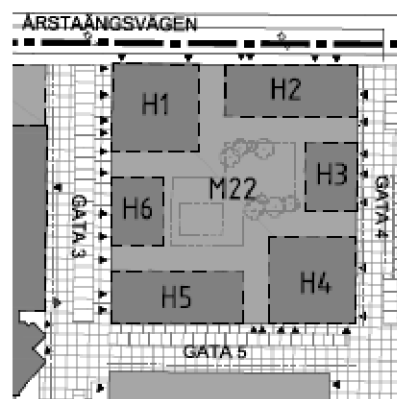 ÅRSTAÄNGSVÄGEN
H1
H2
H3
M22
H6
GATA 3
GATA 4
H5
H4
GATA 5